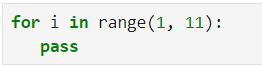 for i in range(1, 11):
    pass